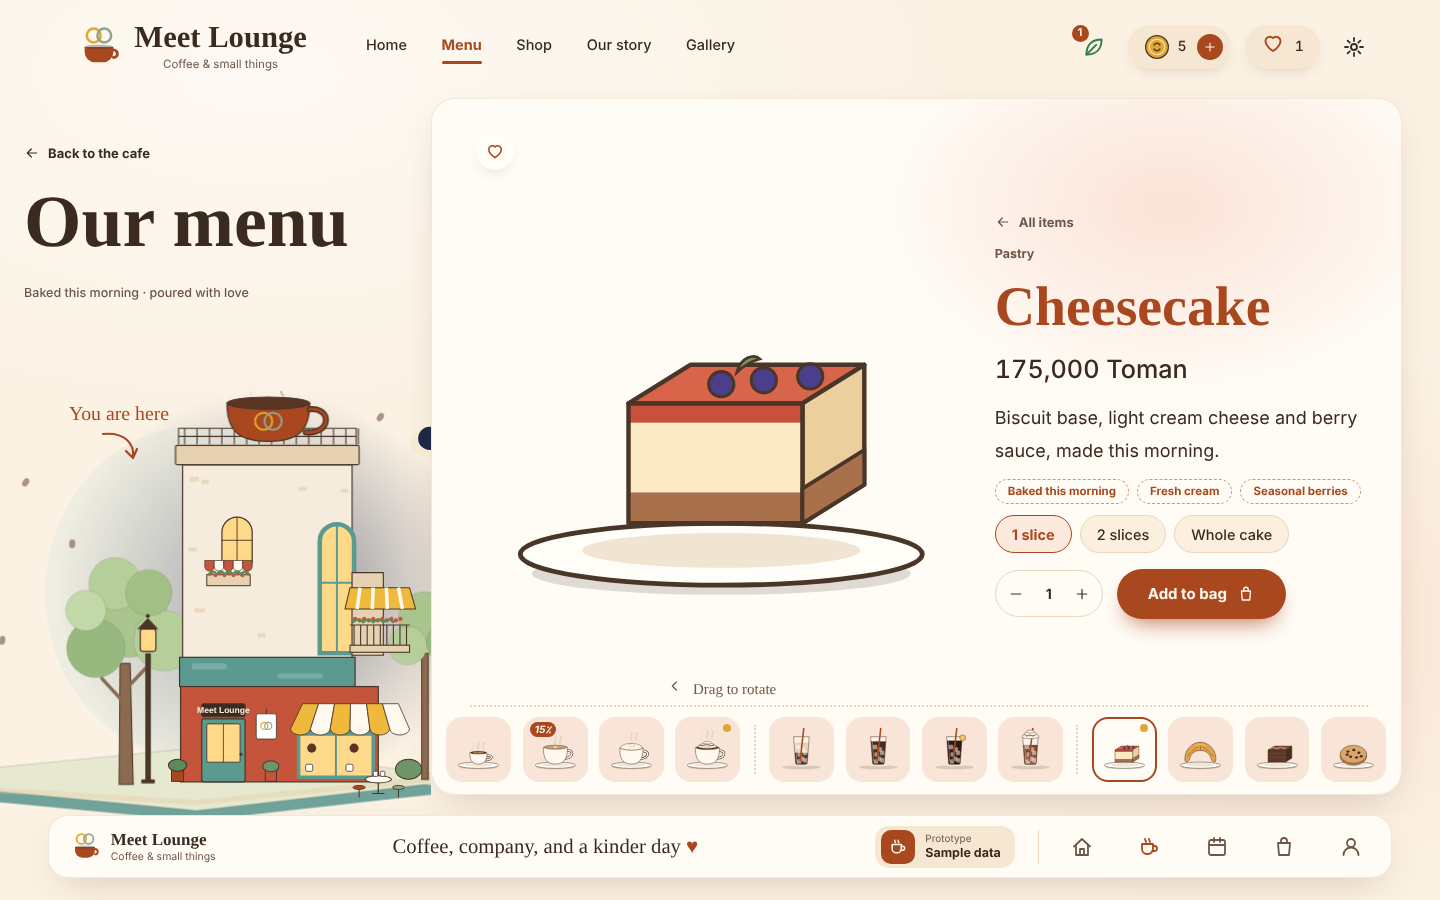 Meet Lounge
Coffee & small things
Home
Menu
Shop
Our story
Gallery
1
5
1
Back to the cafe
Our menu
Baked this morning · poured with love
You are here
Meet Lounge
All items
Pastry
Cheesecake
175,000 Toman
Biscuit base, light cream cheese and berry
sauce, made this morning.
Baked this morning
Fresh cream
Seasonal berries
1 slice
2 slices
Whole cake
1
Add to bag
Drag to rotate
15%
Meet Lounge
Coffee & small things
Coffee, company, and a kinder day ♥
Prototype
Sample data